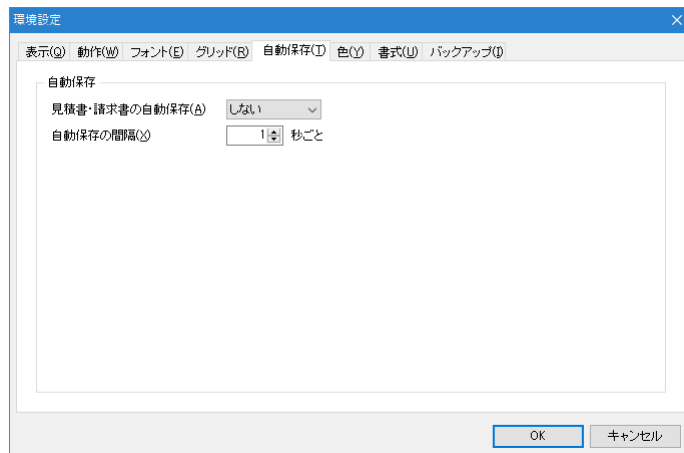 環境設定
表示(Q) 動作(W) フォント(E) グリッド(R) 自動保存(T) 色(Y) 書式(U) バックアップ(I)
自動保存
見積書・請求書の自動保存(A) しない
自動保存の間隔(X) 1 秒ごと
OK キャンセル